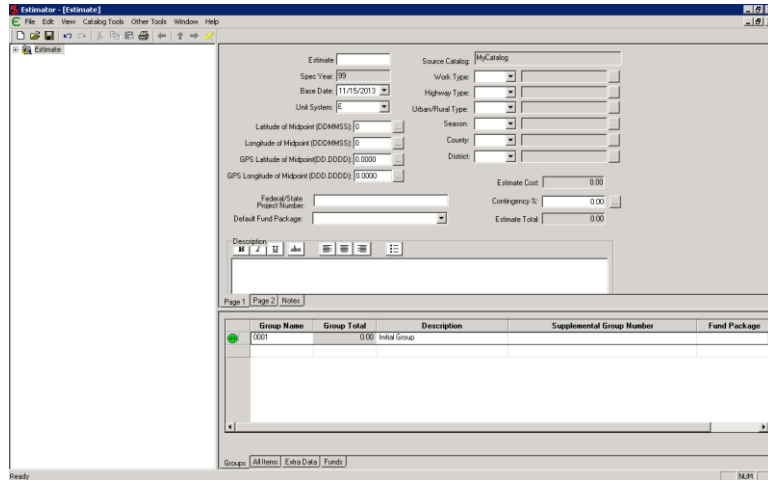 Estimator - [Estimate]
File Edit View Catalog Tools Other Tools Window Help
Estimate
Estimate
Source Catalog: MyCatalog
Spec Year: 99
Work Type:
Base Date: 11/15/2013
Highway Type:
Unit System: E
Urban/Rural Type:
Latitude of Midpoint (DDMMSS): 0
Season:
Longitude of Midpoint (DDDMMSS): 0
County:
GPS Latitude of Midpoint(DD.DDDD): 0.0000
District:
GPS Longitude of Midpoint (DDD.DDDD): 0.0000
Estimate Cost: 0.00
Federal/State
Project Number:
Contingency %: 0.00 ...
Default Fund Package:
Estimate Total: 0.00
Description
B I U abc
Page 1 Page 2 Notes
Group Name Group Total Description Supplemental Group Number Fund Package
0001 0.00 Initial Group
Groups All Items Extra Data Funds
Ready NUM